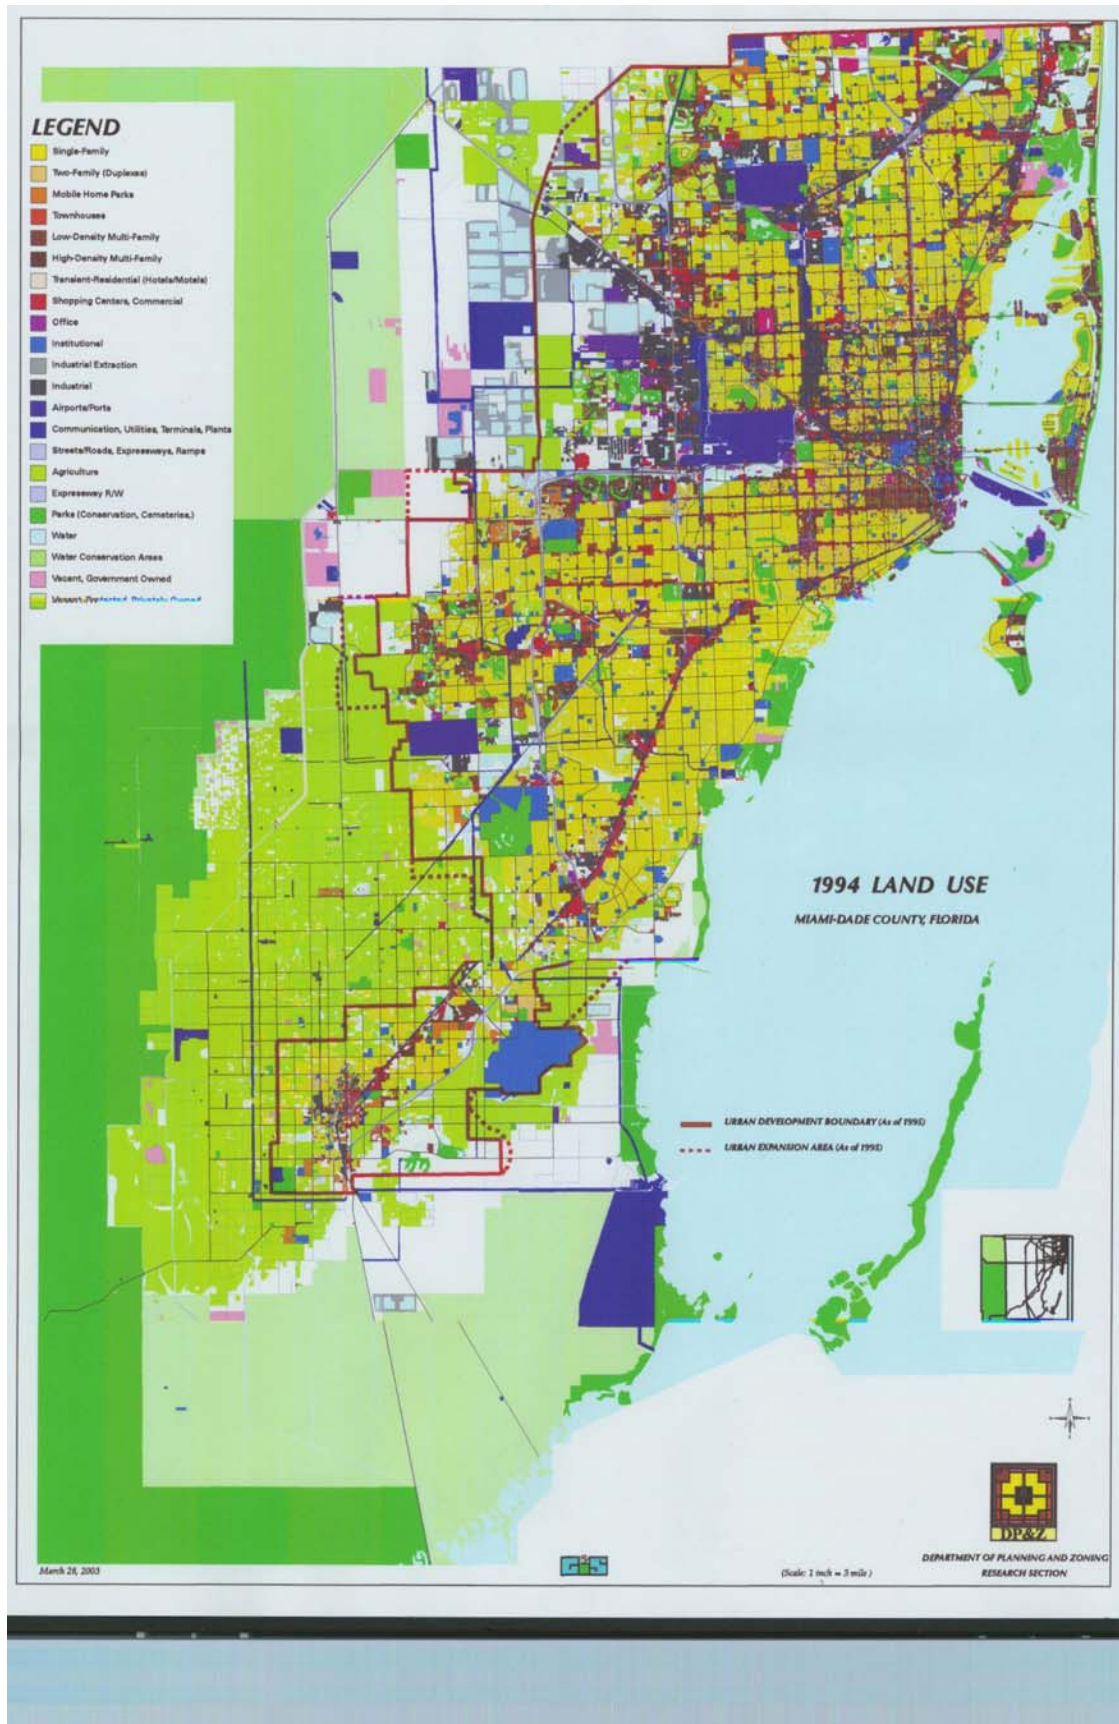 LEGEND
Single-Family
Two-Family (Duplexes)
Mobile Home Parks
Townhouses
Low-Density Multi-Family
High-Density Multi-Family
Transient-Residential (Hotels/Motels)
Shopping Centers, Commercial
Office
Institutional
Industrial Extraction
Industrial
Airports/Ports
Communication, Utilities, Terminals, Plants
Streets/Roads, Expressways, Ramps
Agriculture
Expressway R/W
Parks (Conservation, Cemeteries,)
Water
Water Conservation Areas
Vacant, Government Owned
Vacant-Protected, Privately Owned
1994 LAND USE
MIAMI-DADE COUNTY, FLORIDA
URBAN DEVELOPMENT BOUNDARY (As of 1995)
URBAN EXPANSION AREA (As of 1995)
DP&Z
DEPARTMENT OF PLANNING AND ZONING
RESEARCH SECTION
March 28, 2003
(Scale: 1 inch = 3 mile )